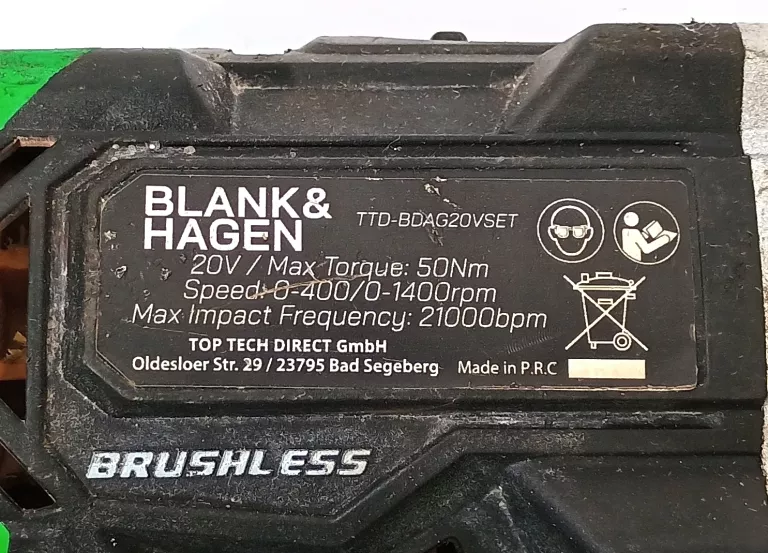 BLANK&
HAGEN
TTD-BDAG20VSET
20V / Max Torque: 50Nm
Speed: 0-400/0-1400rpm
Max Impact Frequency: 21000bpm
TOP TECH DIRECT GmbH
Oldesloer Str. 29 / 23795 Bad Segeberg
Made in P.R.C
BRUSHLESS